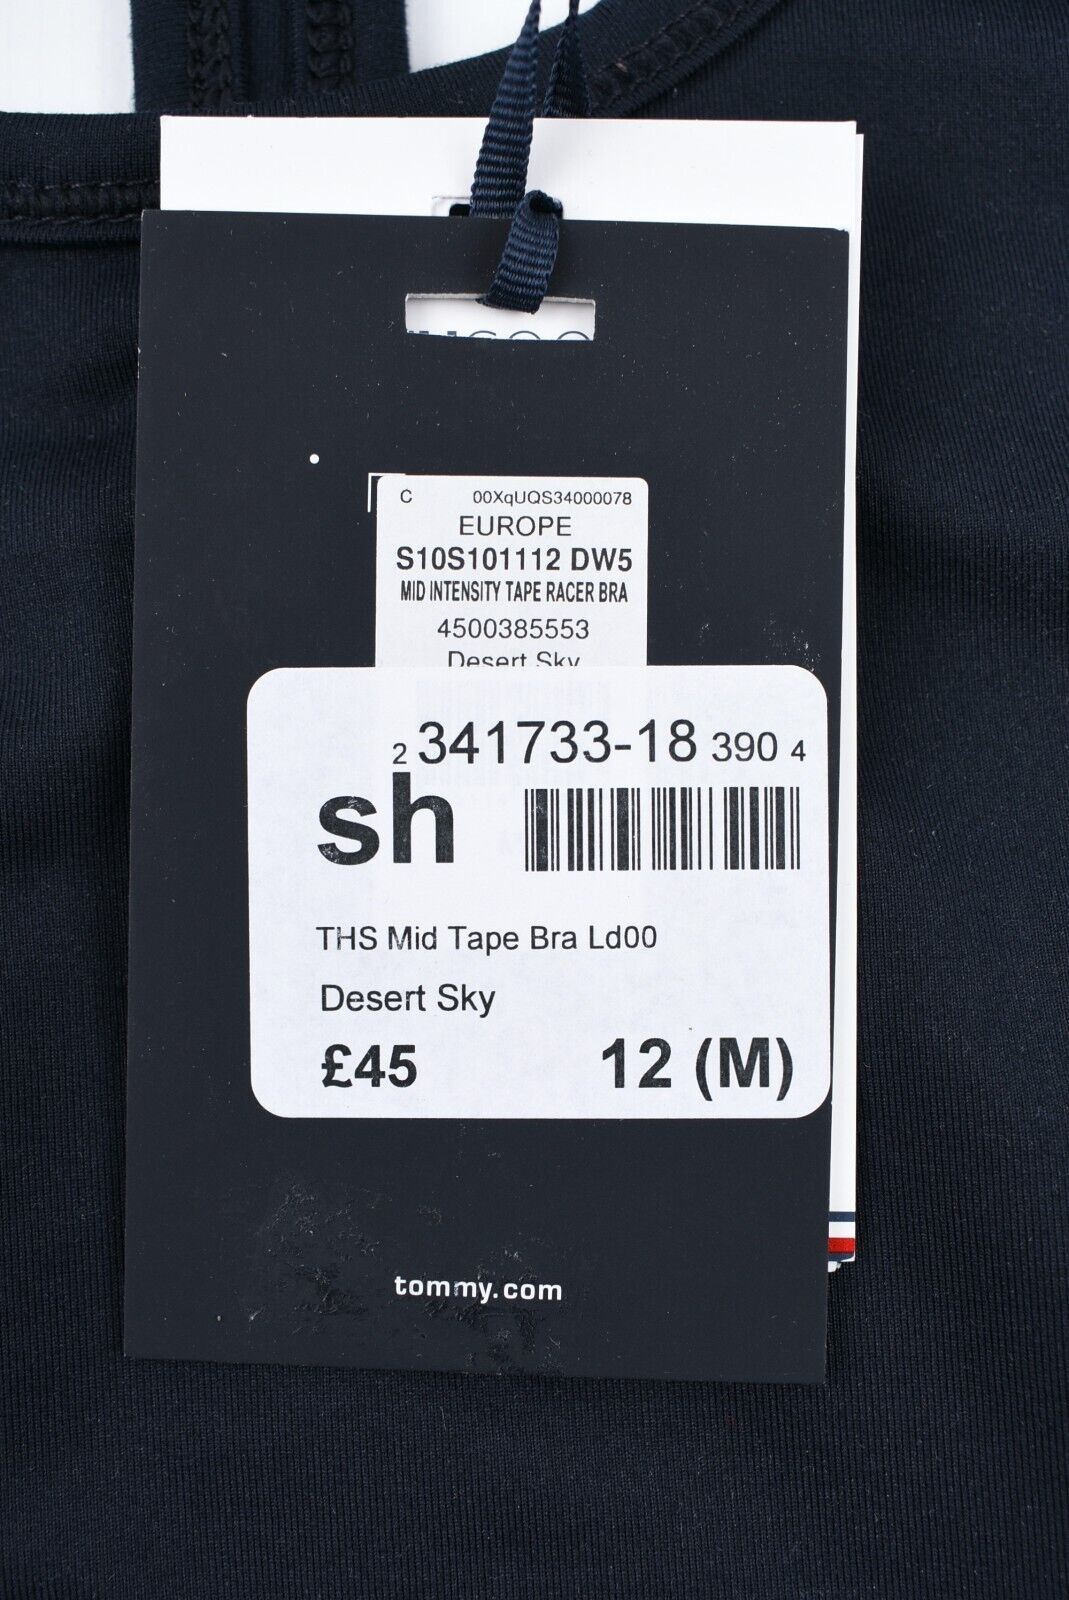 C 00XqUQS34000078
EUROPE
S10S101112 DW5
MID INTENSITY TAPE RACER BRA
4500385553
Desert Sky
2 341733-18 390 4
sh
THS Mid Tape Bra Ld00
Desert Sky
£45 12 (M)
tommy.com